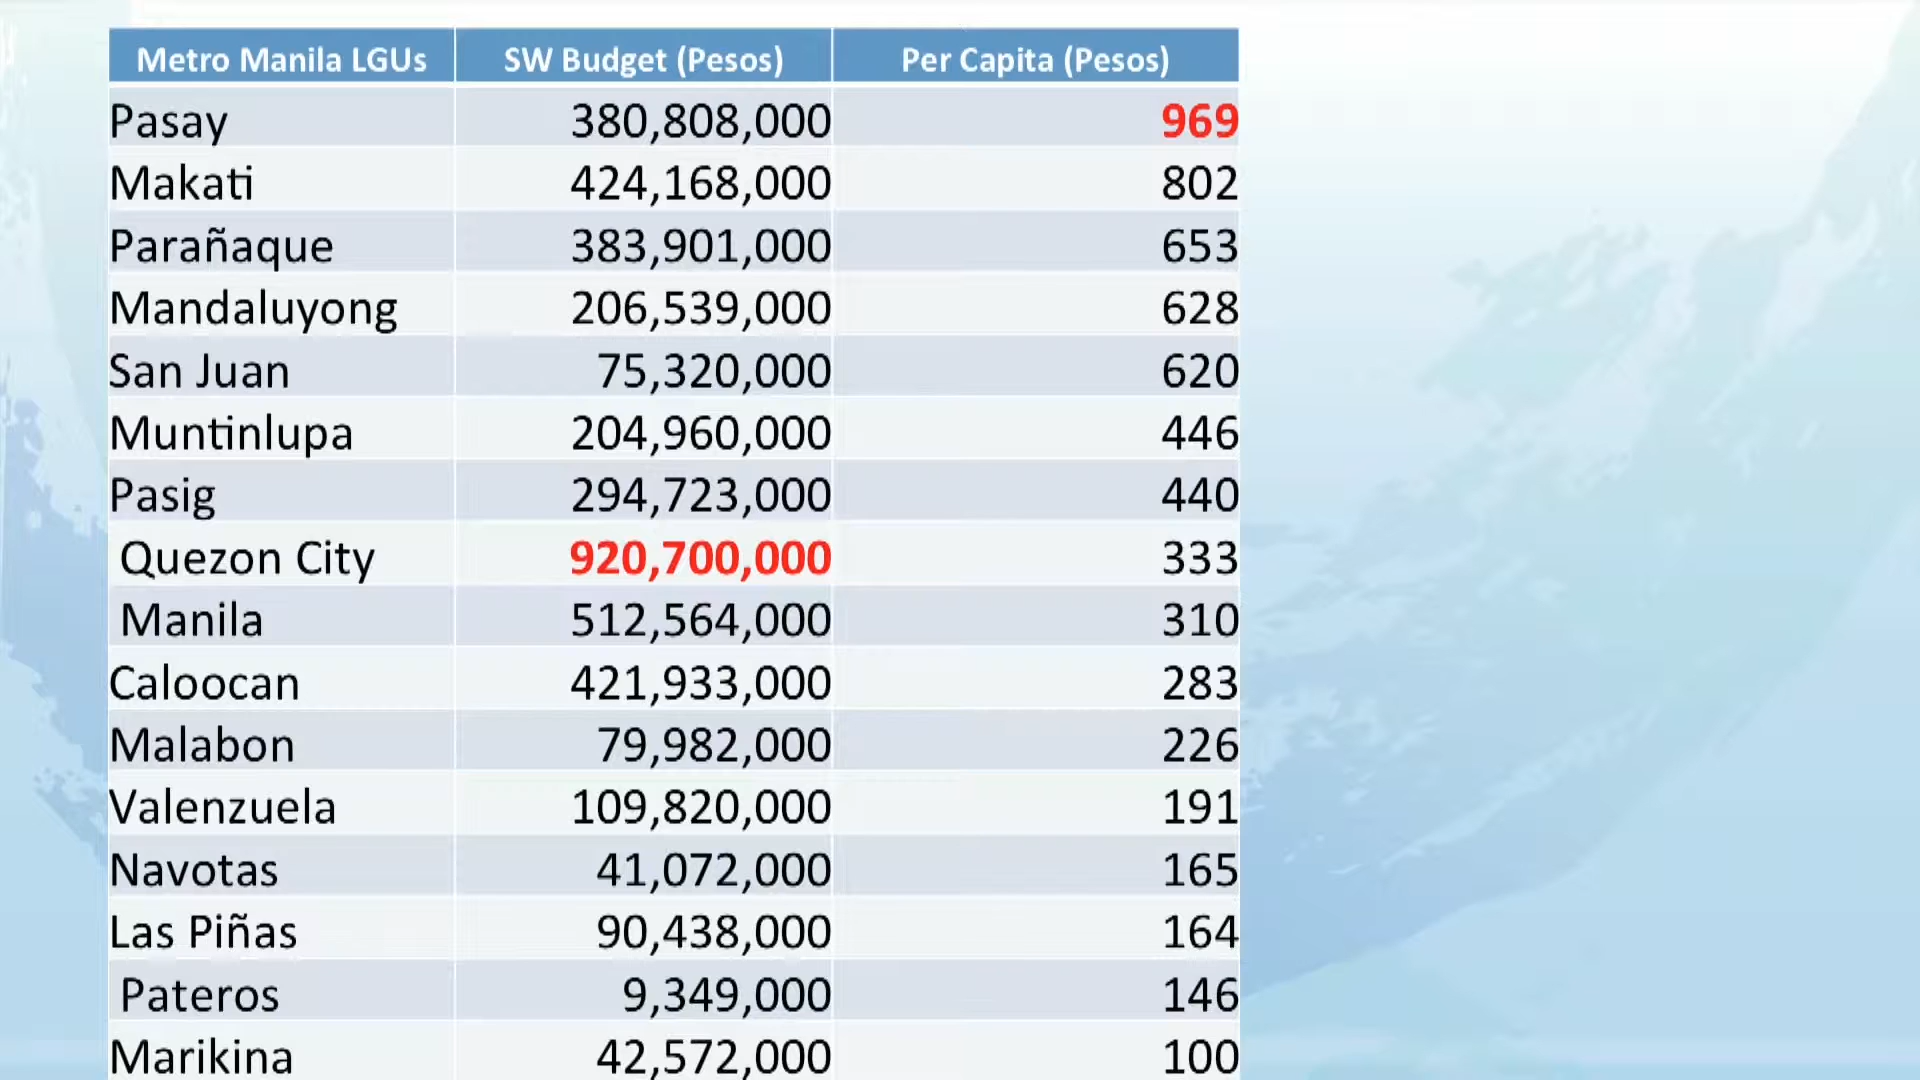 Metro Manila LGUs SW Budget (Pesos) Per Capita (Pesos)
Pasay 380,808,000 969
Makati 424,168,000 802
Parañaque 383,901,000 653
Mandaluyong 206,539,000 628
San Juan 75,320,000 620
Muntinlupa 204,960,000 446
Pasig 294,723,000 440
Quezon City 920,700,000 333
Manila 512,564,000 310
Caloocan 421,933,000 283
Malabon 79,982,000 226
Valenzuela 109,820,000 191
Navotas 41,072,000 165
Las Piñas 90,438,000 164
Pateros 9,349,000 146
Marikina 42,572,000 100